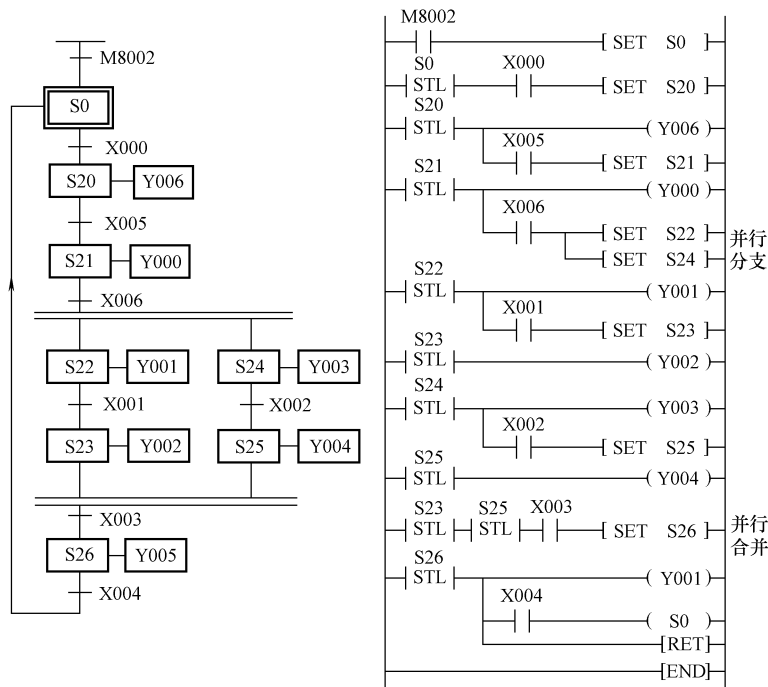 M8002
S0
X000
S20 Y006
X005
S21 Y000
X006
S22 Y001 S24 Y003
X001 X002
S23 Y002 S25 Y004
X003
S26 Y005
X004
M8002
[ SET S0 ]
S0 X000
STL [ SET S20 ]
S20
STL ( Y006 )
X005
[ SET S21 ]
S21
STL ( Y000 )
X006
[ SET S22 ]
[ SET S24 ]
并行
分支
S22
STL ( Y001 )
X001
[ SET S23 ]
S23
STL ( Y002 )
S24
STL ( Y003 )
X002
[ SET S25 ]
S25
STL ( Y004 )
S23 S25 X003
STL STL [ SET S26 ]
并行
合并
S26
STL ( Y001 )
X004
( S0 )
[RET]
[END]